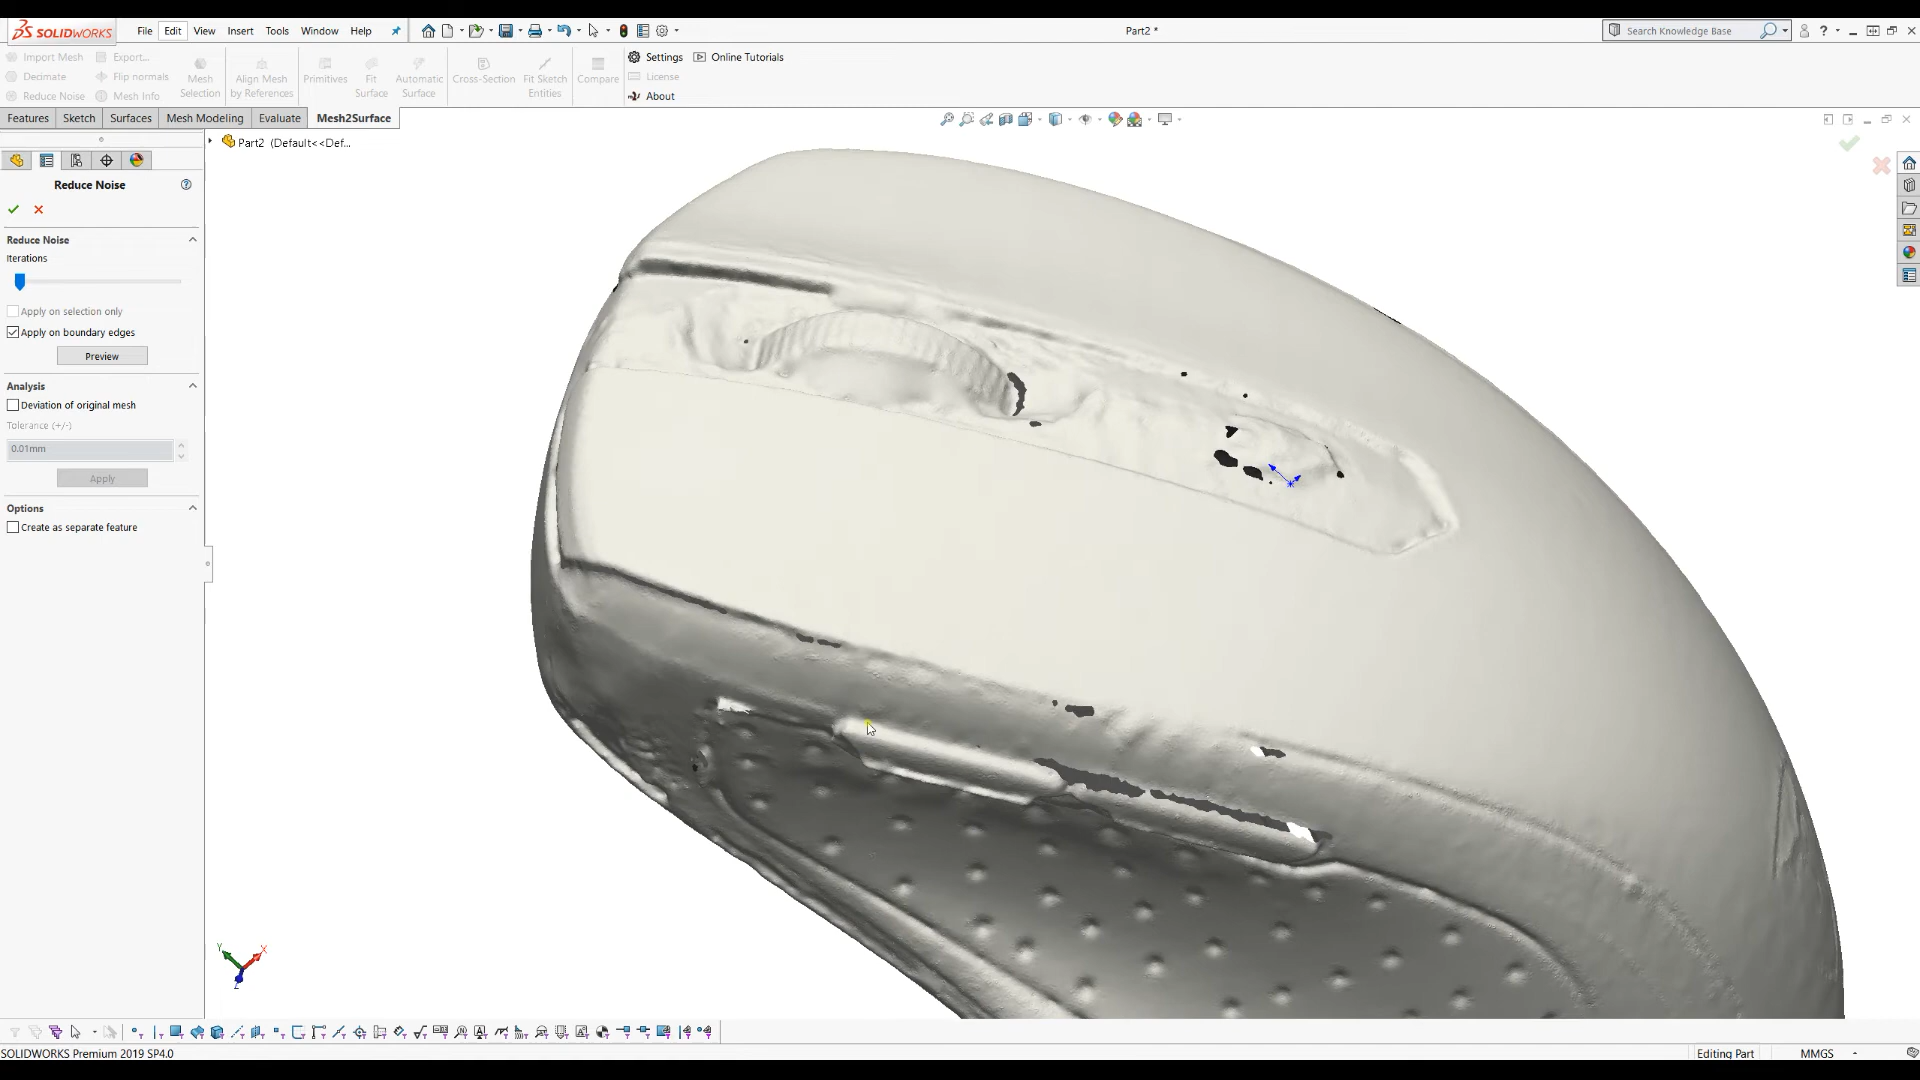 SOLIDWORKS
File Edit View Insert Tools Window Help
Part2 *
Search Knowledge Base
Import Mesh
Export...
Decimate
Flip normals
Reduce Noise
Mesh Info
Mesh Selection
Align Mesh by References
Primitives
Fit Surface
Automatic Surface
Cross-Section
Fit Sketch Entities
Compare
Settings
Online Tutorials
License
About
Features Sketch Surfaces Mesh Modeling Evaluate Mesh2Surface
Part2 (Default<<Def...
Reduce Noise
Reduce Noise
Iterations
Apply on selection only
Apply on boundary edges
Preview
Analysis
Deviation of original mesh
Tolerance (+/-)
0.01mm
Apply
Options
Create as separate feature
Y
X
Z
SOLIDWORKS Premium 2019 SP4.0
Editing Part
MMGS